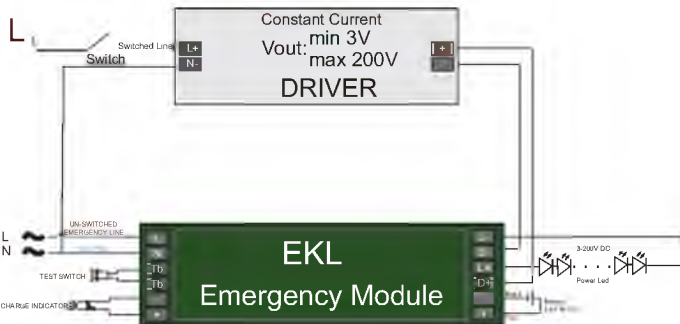 Constant Current
L
Switched Line
Switch
L+
N-
Vout: min 3V
max 200V
DRIVER
+
UN-SWITCHED
EMERGENCY LINE
L
N
TEST SWITCH
CHARGE INDICATOR
Tb
Tb
EKL
Emergency Module
D+
3-200V DC
Power Led